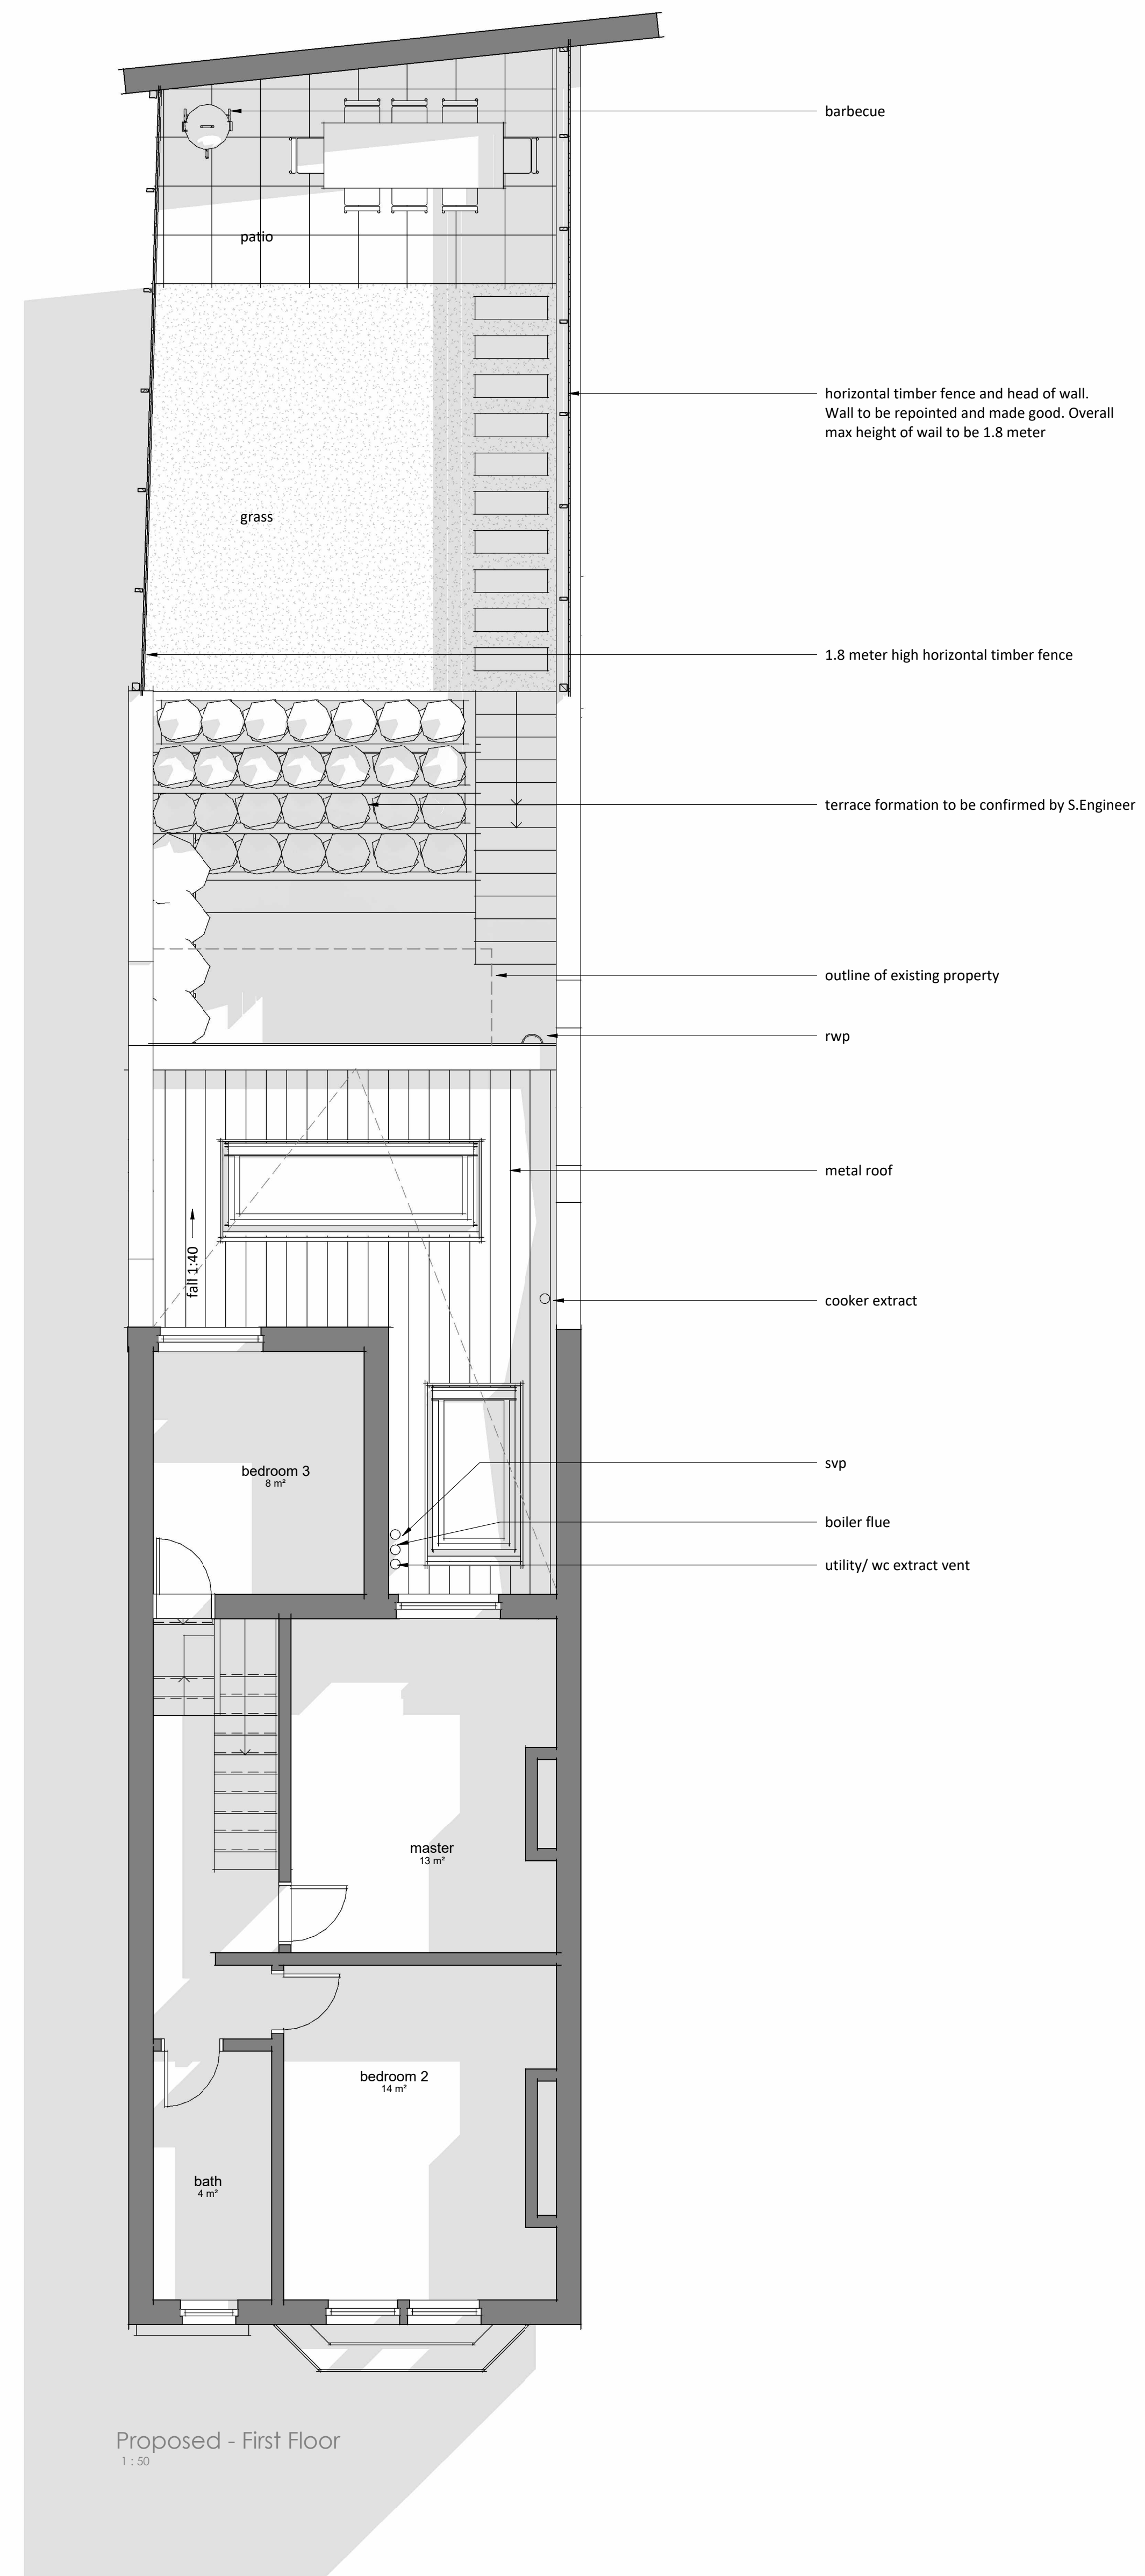 barbecue
patio
horizontal timber fence and head of wall.
Wall to be repointed and made good. Overall
max height of wail to be 1.8 meter
grass
1.8 meter high horizontal timber fence
terrace formation to be confirmed by S.Engineer
outline of existing property
rwp
metal roof
fall 1:40
cooker extract
svp
bedroom 3
8 m²
boiler flue
utility/ wc extract vent
master
13 m²
bedroom 2
14 m²
bath
4 m²
Proposed - First Floor
1 : 50